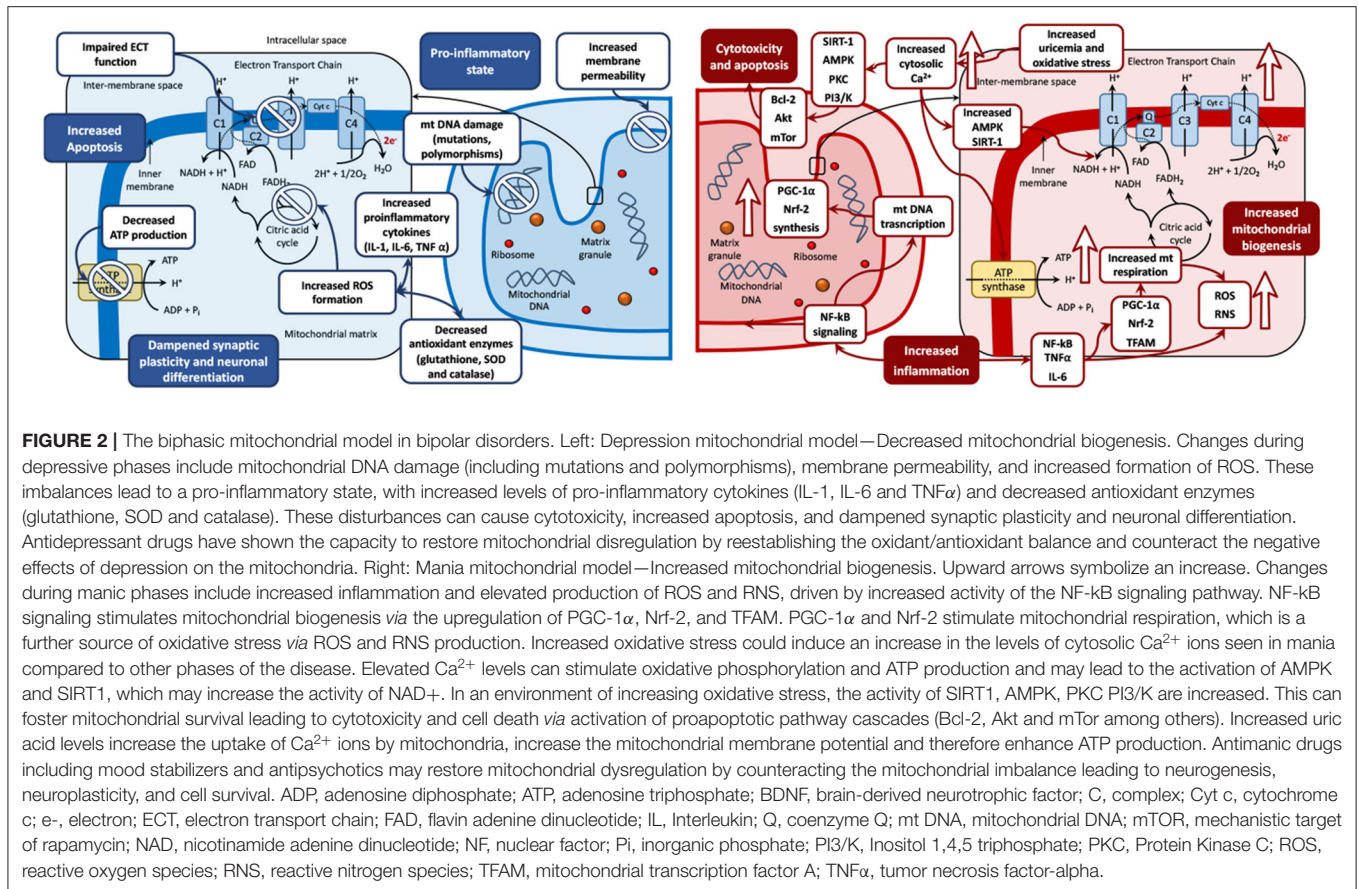 Impaired ECT
function
Intracellular space
Electron Transport Chain
Inter-membrane space
H⁺
H⁺
H⁺
Cyt c
C1
C2
C4
2e⁻
H₂O
Increased
Apoptosis
Inner
membrane
NADH + H⁺
FAD
2H⁺ + 1/2O₂
NADH
FADH₂
Citric acid
cycle
Decreased
ATP production
ATP
H⁺
ADP + Pᵢ
Increased ROS
formation
Mitochondrial matrix
Dampened synaptic
plasticity and neuronal
differentiation
Pro-inflammatory
state
Increased
membrane
permeability
mt DNA damage
(mutations,
polymorphisms)
Increased
proinflammatory
cytokines
(IL-1, IL-6, TNF α)
Ribosome
Matrix
granule
Mitochondrial
DNA
Decreased
antioxidant enzymes
(glutathione, SOD
and catalase)
Cytotoxicity
and apoptosis
SIRT-1
AMPK
PKC
PI3/K
Increased
cytosolic
Ca²⁺
Increased
uricemia and
oxidative stress
Bcl-2
Akt
mTor
Increased
AMPK
SIRT-1
PGC-1α
Nrf-2
synthesis
mt DNA
trasncription
Matrix
granule
Ribosome
Mitochondrial
DNA
NF-kB
signaling
Increased
inflammation
Electron Transport Chain
Inter-membrane space
H⁺
H⁺
H⁺
Cyt c
C1
Q
C2
C3
C4
2e⁻
H₂O
Inner
membrane
NADH + H⁺
FAD
2H⁺ + 1/2O₂
NADH
FADH₂
Citric acid
cycle
Increased
mitochondrial
biogenesis
ATP
synthase
ATP
H⁺
ADP + Pᵢ
Increased mt
respiration
PGC-1α
Nrf-2
TFAM
ROS
RNS
NF-kB
TNFα
IL-6
Mitochondrial matrix
FIGURE 2 | The biphasic mitochondrial model in bipolar disorders. Left: Depression mitochondrial model—Decreased mitochondrial biogenesis. Changes during
depressive phases include mitochondrial DNA damage (including mutations and polymorphisms), membrane permeability, and increased formation of ROS. These
imbalances lead to a pro-inflammatory state, with increased levels of pro-inflammatory cytokines (IL-1, IL-6 and TNFα) and decreased antioxidant enzymes
(glutathione, SOD and catalase). These disturbances can cause cytotoxicity, increased apoptosis, and dampened synaptic plasticity and neuronal differentiation.
Antidepressant drugs have shown the capacity to restore mitochondrial disregulation by reestablishing the oxidant/antioxidant balance and counteract the negative
effects of depression on the mitochondria. Right: Mania mitochondrial model—Increased mitochondrial biogenesis. Upward arrows symbolize an increase. Changes
during manic phases include increased inflammation and elevated production of ROS and RNS, driven by increased activity of the NF-kB signaling pathway. NF-kB
signaling stimulates mitochondrial biogenesis via the upregulation of PGC-1α, Nrf-2, and TFAM. PGC-1α and Nrf-2 stimulate mitochondrial respiration, which is a
further source of oxidative stress via ROS and RNS production. Increased oxidative stress could induce an increase in the levels of cytosolic Ca²⁺ ions seen in mania
compared to other phases of the disease. Elevated Ca²⁺ levels can stimulate oxidative phosphorylation and ATP production and may lead to the activation of AMPK
and SIRT1, which may increase the activity of NAD+. In an environment of increasing oxidative stress, the activity of SIRT1, AMPK, PKC PI3/K are increased. This can
foster mitochondrial survival leading to cytotoxicity and cell death via activation of proapoptotic pathway cascades (Bcl-2, Akt and mTor among others). Increased uric
acid levels increase the uptake of Ca²⁺ ions by mitochondria, increase the mitochondrial membrane potential and therefore enhance ATP production. Antimanic drugs
including mood stabilizers and antipsychotics may restore mitochondrial dysregulation by counteracting the mitochondrial imbalance leading to neurogenesis,
neuroplasticity, and cell survival. ADP, adenosine diphosphate; ATP, adenosine triphosphate; BDNF, brain-derived neurotrophic factor; C, complex; Cyt c, cytochrome
c; e-, electron; ECT, electron transport chain; FAD, flavin adenine dinucleotide; IL, Interleukin; Q, coenzyme Q; mt DNA, mitochondrial DNA; mTOR, mechanistic target
of rapamycin; NAD, nicotinamide adenine dinucleotide; NF, nuclear factor; Pi, inorganic phosphate; PI3/K, Inositol 1,4,5 triphosphate; PKC, Protein Kinase C; ROS,
reactive oxygen species; RNS, reactive nitrogen species; TFAM, mitochondrial transcription factor A; TNFα, tumor necrosis factor-alpha.